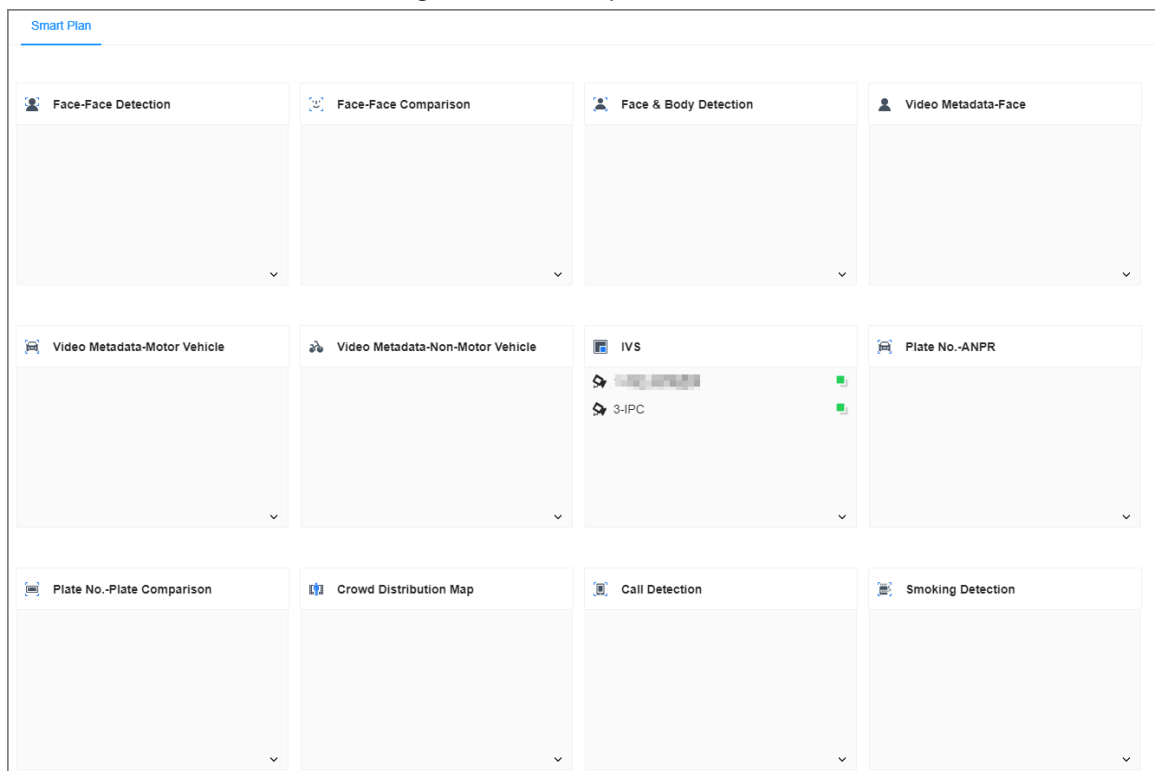 Smart Plan
Face-Face Detection
Face-Face Comparison
Face & Body Detection
Video Metadata-Face
Video Metadata-Motor Vehicle
Video Metadata-Non-Motor Vehicle
IVS
Plate No.-ANPR
3-IPC
Plate No.-Plate Comparison
Crowd Distribution Map
Call Detection
Smoking Detection